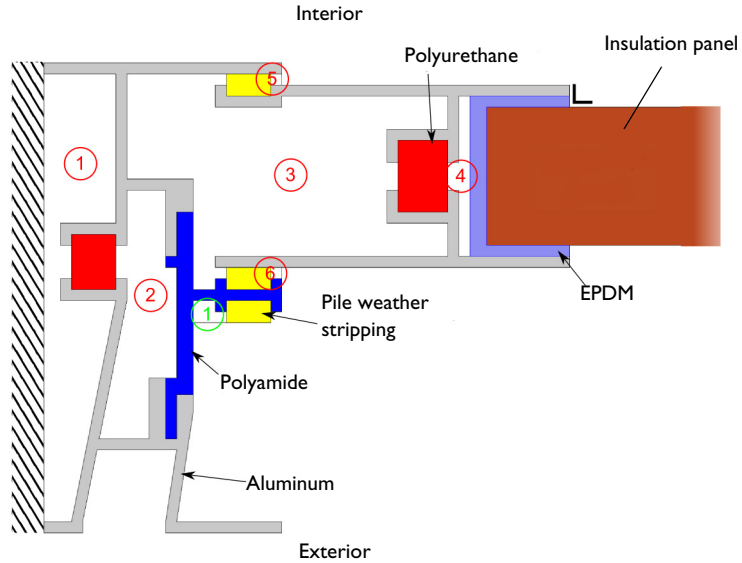 Interior
Insulation panel
Polyurethane
5
1
3
4
2
6
1
EPDM
Pile weather
stripping
Polyamide
Aluminum
Exterior